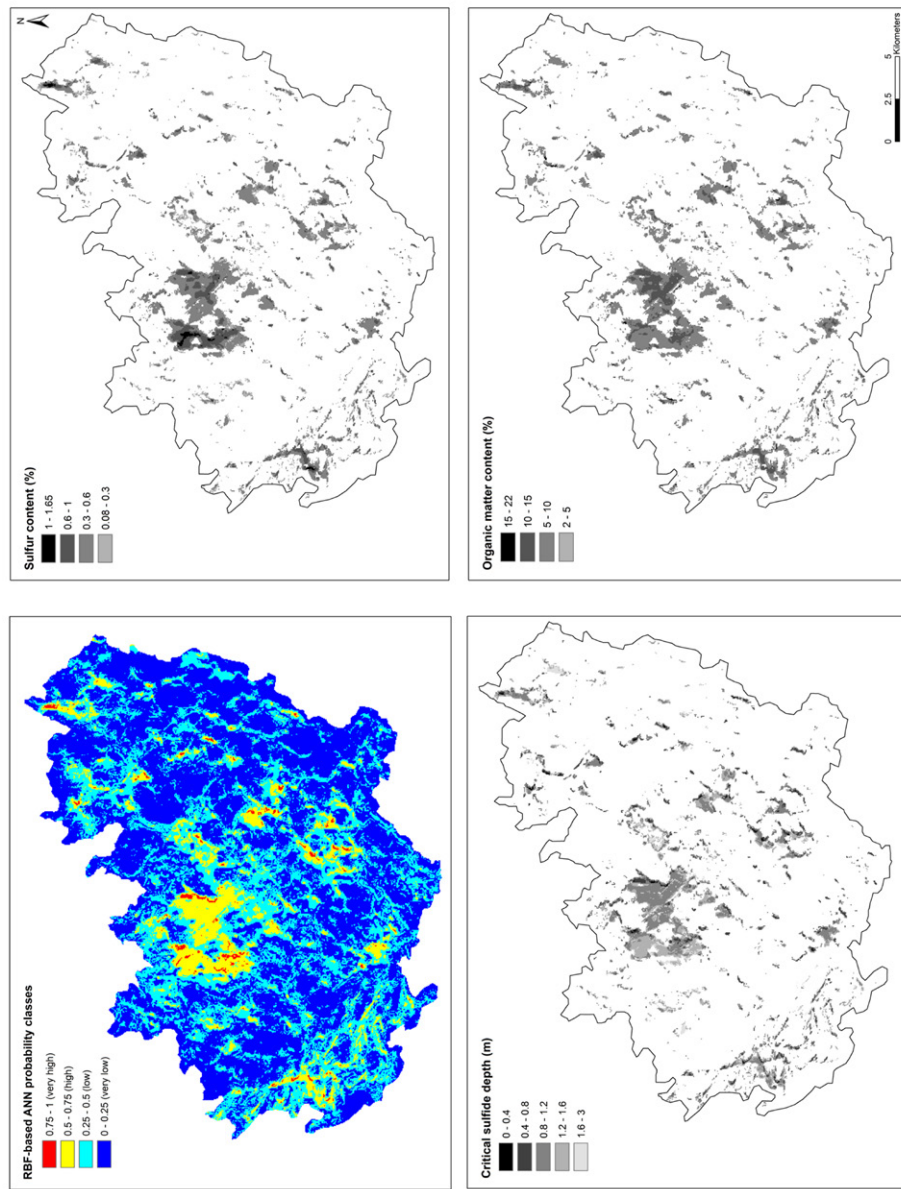 RBF-based ANN probability classes
0.75 - 1 (very high)
0.5 - 0.75 (high)
0.25 - 0.5 (low)
0 - 0.25 (very low)
Sulfur content (%)
1 - 1.65
0.6 - 1
0.3 - 0.6
0.08 - 0.3
N
Critical sulfide depth (m)
0 - 0.4
0.4 - 0.8
0.8 - 1.2
1.2 - 1.6
1.6 - 3
Organic matter content (%)
15 - 22
10 - 15
5 - 10
2 - 5
0 2.5 5
Kilometers